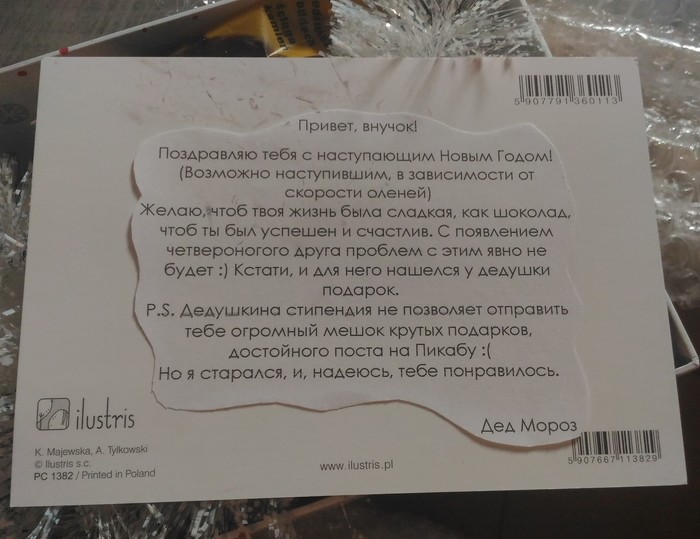 5 907791 360113
Привет, внучок!
Поздравляю тебя с наступающим Новым Годом!
(Возможно наступившим, в зависимости от
скорости оленей)
Желаю, чтоб твоя жизнь была сладкая, как шоколад,
чтоб ты был успешен и счастлив. С появлением
четвероногого друга проблем с этим явно не
будет :) Кстати, и для него нашелся у дедушки
подарок.
P.S. Дедушкина стипендия не позволяет отправить
тебе огромный мешок крутых подарков,
достойного поста на Пикабу :(
Но я старался, и, надеюсь, тебе понравилось.
Дед Мороз
ilustris
K. Majewska, A. Tylkowski
© Ilustris s.c.
PC 1382 / Printed in Poland
www.ilustris.pl
5 907667 113829